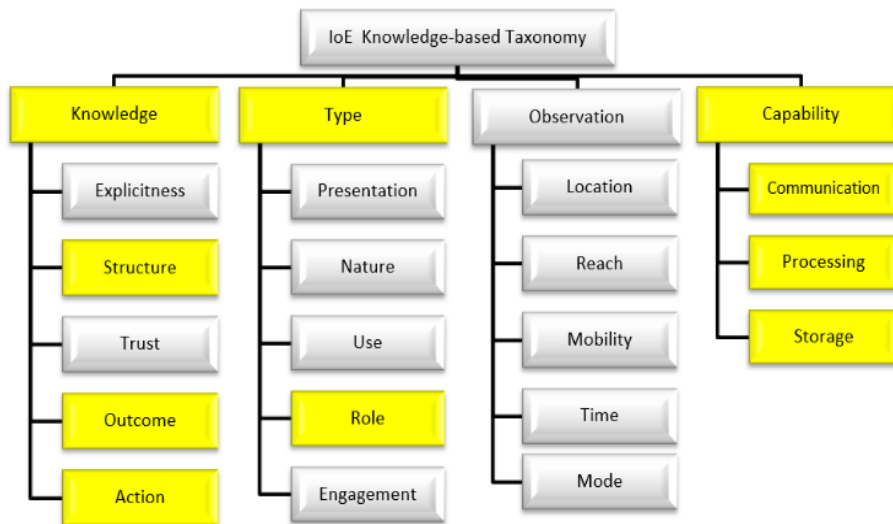 IoE Knowledge-based Taxonomy
Knowledge
Type
Observation
Capability
Explicitness
Structure
Trust
Outcome
Action
Presentation
Nature
Use
Role
Engagement
Location
Reach
Mobility
Time
Mode
Communication
Processing
Storage